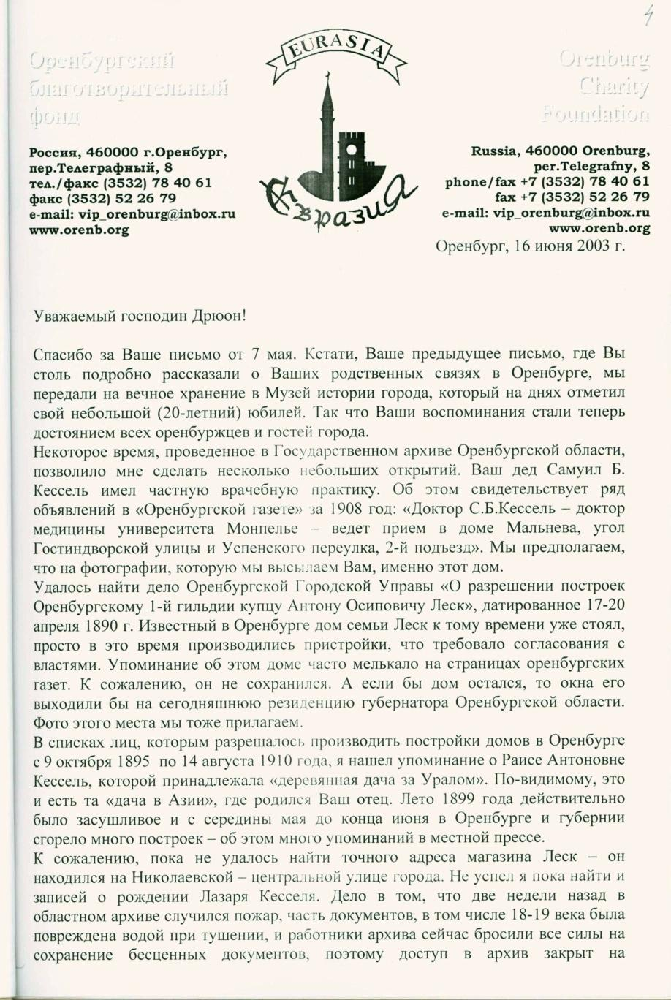 4
EURASIA
Оренбургский
благотворительный
фонд
Orenburg
Charity
Foundation
Россия, 460000 г.Оренбург,
пер.Телеграфный, 8
тел./факс (3532) 78 40 61
факс (3532) 52 26 79
e-mail: vip_orenburg@inbox.ru
www.orenb.org
Евразия
Russia, 460000 Orenburg,
per.Telegrafny, 8
phone/fax +7 (3532) 78 40 61
fax +7 (3532) 52 26 79
e-mail: vip_orenburg@inbox.ru
www.orenb.org
Оренбург, 16 июня 2003 г.
Уважаемый господин Дрюон!
Спасибо за Ваше письмо от 7 мая. Кстати, Ваше предыдущее письмо, где Вы
столь подробно рассказали о Ваших родственных связях в Оренбурге, мы
передали на вечное хранение в Музей истории города, который на днях отметил
свой небольшой (20-летний) юбилей. Так что Ваши воспоминания стали теперь
достоянием всех оренбуржцев и гостей города.
Некоторое время, проведенное в Государственном архиве Оренбургской области,
позволило мне сделать несколько небольших открытий. Ваш дед Самуил Б.
Кессель имел частную врачебную практику. Об этом свидетельствует ряд
объявлений в «Оренбургской газете» за 1908 год: «Доктор С.Б.Кессель – доктор
медицины университета Монпелье – ведет прием в доме Мальнева, угол
Гостиндворской улицы и Успенского переулка, 2-й подъезд». Мы предполагаем,
что на фотографии, которую мы высылаем Вам, именно этот дом.
Удалось найти дело Оренбургской Городской Управы «О разрешении построек
Оренбургскому 1-й гильдии купцу Антону Осиповичу Леск», датированное 17-20
апреля 1890 г. Известный в Оренбурге дом семьи Леск к тому времени уже стоял,
просто в это время производились пристройки, что требовало согласования с
властями. Упоминание об этом доме часто мелькало на страницах оренбургских
газет. К сожалению, он не сохранился. А если бы дом остался, то окна его
выходили бы на сегодняшнюю резиденцию губернатора Оренбургской области.
Фото этого места мы тоже прилагаем.
В списках лиц, которым разрешалось производить постройки домов в Оренбурге
с 9 октября 1895 по 14 августа 1910 года, я нашел упоминание о Раисе Антоновне
Кессель, которой принадлежала «деревянная дача за Уралом». По-видимому, это
и есть та «дача в Азии», где родился Ваш отец. Лето 1899 года действительно
было засушливое и с середины мая до конца июня в Оренбурге и губернии
сгорело много построек – об этом много упоминаний в местной прессе.
К сожалению, пока не удалось найти точного адреса магазина Леск – он
находился на Николаевской – центральной улице города. Не успел я пока найти и
записей о рождении Лазаря Кесселя. Дело в том, что две недели назад в
областном архиве случился пожар, часть документов, в том числе 18-19 века была
повреждена водой при тушении, и работники архива сейчас бросили все силы на
сохранение бесценных документов, поэтому доступ в архив закрыт на